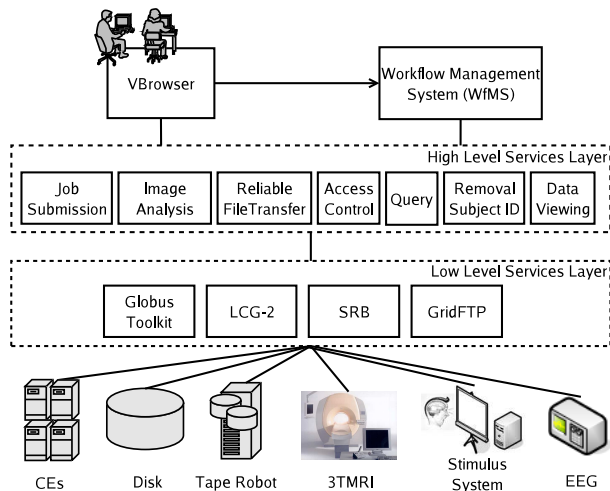 VBrowser
Workflow Management
System (WfMS)
High Level Services Layer
Job
Submission
Image
Analysis
Reliable
FileTransfer
Access
Control
Query
Removal
Subject ID
Data
Viewing
Low Level Services Layer
Globus
Toolkit
LCG-2
SRB
GridFTP
CEs
Disk
Tape Robot
3TMRI
Stimulus
System
EEG